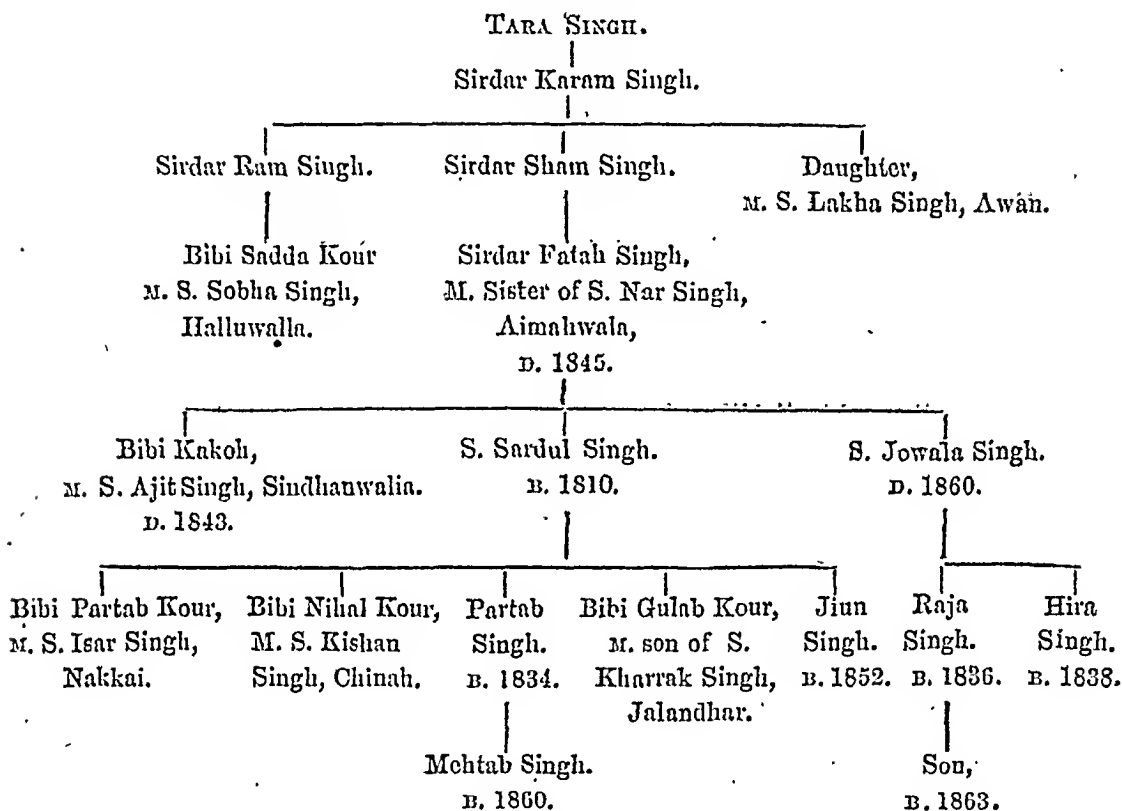 TARA SINGH.
Sirdar Karam Singh.
Sirdar Ram Singh. Sirdar Sham Singh. Daughter,
M. S. Lakha Singh, Awán.
Bibi Sadda Kour Sirdar Fatah Singh,
M. S. Sobha Singh, M. Sister of S. Nar Singh,
Halluwalla. Aimahwala,
D. 1845.
Bibi Kakoh, S. Sardul Singh. S. Jowala Singh.
M. S. Ajit Singh, Sindhanwalia. B. 1810. D. 1860.
D. 1843.
Bibi Partab Kour, Bibi Nihal Kour, Partab Bibi Gulab Kour, Jiun Raja Hira
M. S. Isar Singh, M. S. Kishan Singh. M. son of S. Singh. Singh. Singh.
Nakkai. Singh, Chinah. B. 1834. Kharrak Singh, B. 1852. B. 1836. B. 1838.
Jalandhar.
Mehtab Singh. Son,
B. 1860. B. 1863.